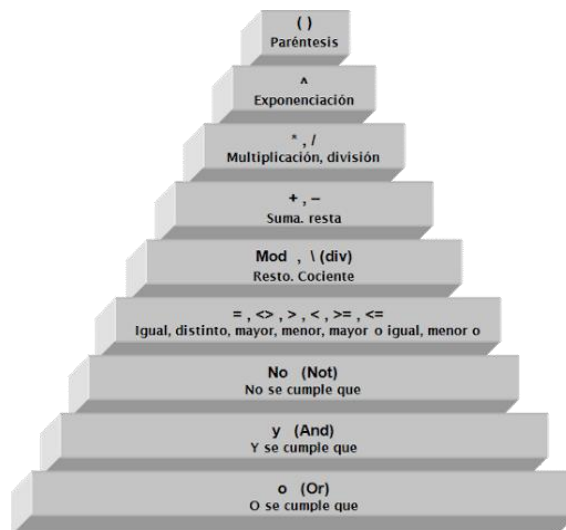 ( )
Paréntesis
^
Exponenciación
* , /
Multiplicación, división
+ , –
Suma. resta
Mod , \ (div)
Resto. Cociente
= , <> , > , < , >= , <=
Igual, distinto, mayor, menor, mayor o igual, menor o
No (Not)
No se cumple que
y (And)
Y se cumple que
o (Or)
O se cumple que